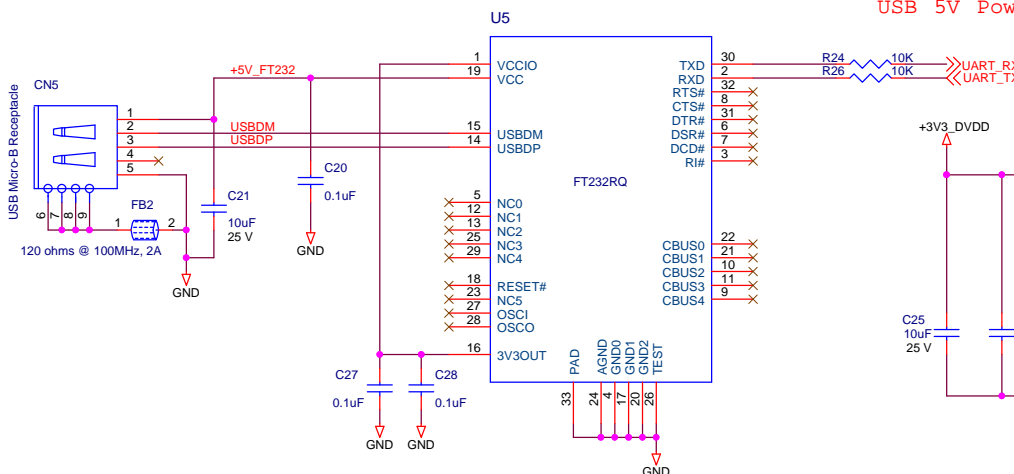 USB 5V Pow
U5
CN5
USB Micro-B Receptacle
1
2
3
4
5
6
7
8
9
+5V_FT232
USBDM
USBDP
FB2
1
2
120 ohms @ 100MHz, 2A
GND
C21
10uF
25 V
C20
0.1uF
GND
C27
0.1uF
GND
C28
0.1uF
GND
1 VCCIO
19 VCC
15 USBDM
14 USBDP
5 NC0
12 NC1
13 NC2
25 NC3
29 NC4
18 RESET#
23 NC5
27 OSCI
28 OSCO
16 3V3OUT
FT232RQ
TXD 30
RXD 2
RTS# 32
CTS# 8
DTR# 31
DSR# 6
DCD# 7
RI# 3
CBUS0 22
CBUS1 21
CBUS2 10
CBUS3 11
CBUS4 9
PAD 33
AGND 24
GND0 4
GND1 17
GND2 20
TEST 26
GND
R24 10K
R26 10K
UART_RX
UART_TX
+3V3_DVDD
C25
10uF
25 V